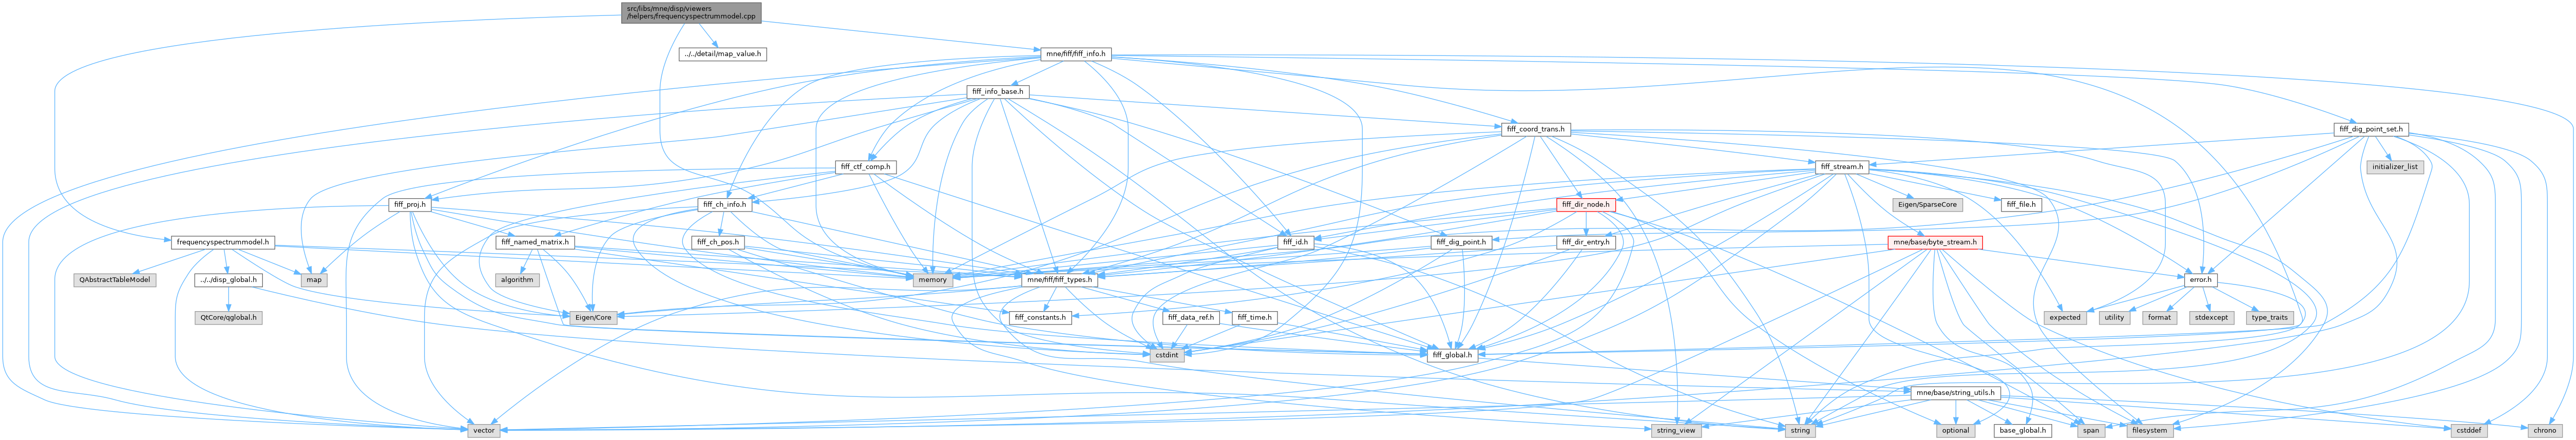 src/libs/mne/disp/viewers
/helpers/frequencyspectrummodel.cpp
../../detail/map_value.h
mne/fiff/fiff_info.h
fiff_info_base.h
fiff_coord_trans.h
fiff_dig_point_set.h
fiff_ctf_comp.h
fiff_stream.h
initializer_list
fiff_proj.h
fiff_ch_info.h
fiff_dir_node.h
Eigen/SparseCore
fiff_file.h
frequencyspectrummodel.h
fiff_named_matrix.h
fiff_ch_pos.h
fiff_id.h
fiff_dig_point.h
fiff_dir_entry.h
mne/base/byte_stream.h
QAbstractTableModel
../../disp_global.h
map
algorithm
memory
mne/fiff/fiff_types.h
error.h
QtCore/qglobal.h
Eigen/Core
fiff_constants.h
fiff_data_ref.h
fiff_time.h
expected
utility
format
stdexcept
type_traits
cstdint
fiff_global.h
mne/base/string_utils.h
vector
string_view
string
optional
base_global.h
span
filesystem
cstddef
chrono